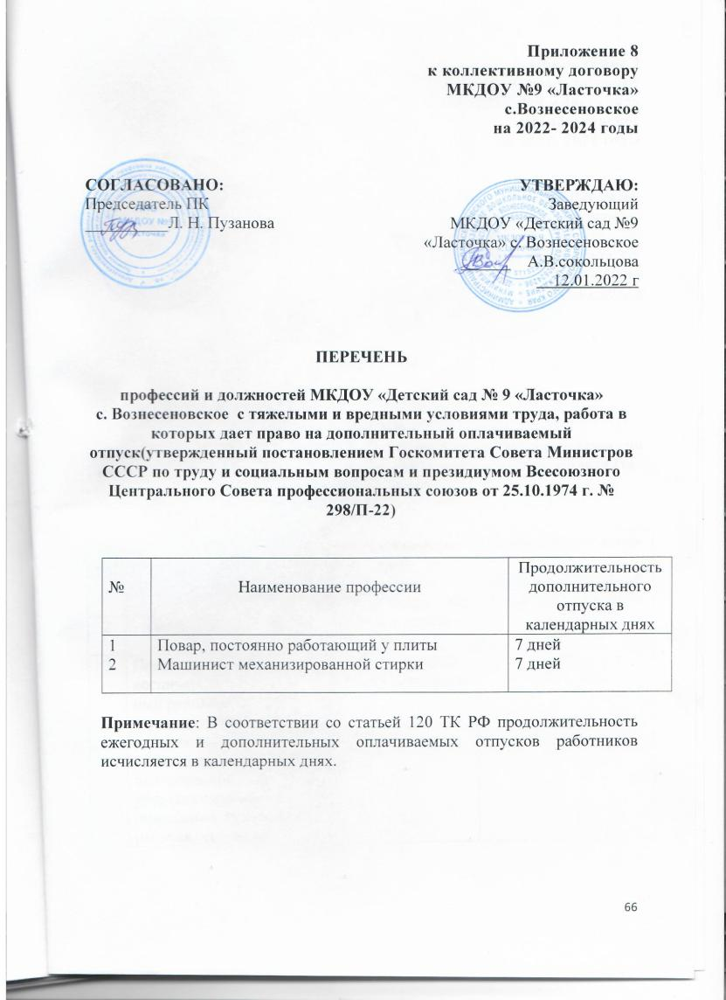 Приложение 8
к коллективному договору
МКДОУ №9 «Ласточка»
с.Вознесеновское
на 2022- 2024 годы
СОГЛАСОВАНО:
Председатель ПК
Л. Н. Пузанова
УТВЕРЖДАЮ:
Заведующий
МКДОУ «Детский сад №9
«Ласточка» с. Вознесеновское
А.В.сокольцова
12.01.2022 г
ПЕРЕЧЕНЬ
профессий и должностей МКДОУ «Детский сад № 9 «Ласточка»
с. Вознесеновское с тяжелыми и вредными условиями труда, работа в
которых дает право на дополнительный оплачиваемый
отпуск(утвержденный постановлением Госкомитета Совета Министров
СССР по труду и социальным вопросам и президиумом Всесоюзного
Центрального Совета профессиональных союзов от 25.10.1974 г. №
298/П-22)
№
Наименование профессии
Продолжительность
дополнительного
отпуска в
календарных днях
1 Повар, постоянно работающий у плиты 7 дней
2 Машинист механизированной стирки 7 дней
Примечание: В соответствии со статьей 120 ТК РФ продолжительность
ежегодных и дополнительных оплачиваемых отпусков работников
исчисляется в календарных днях.
66